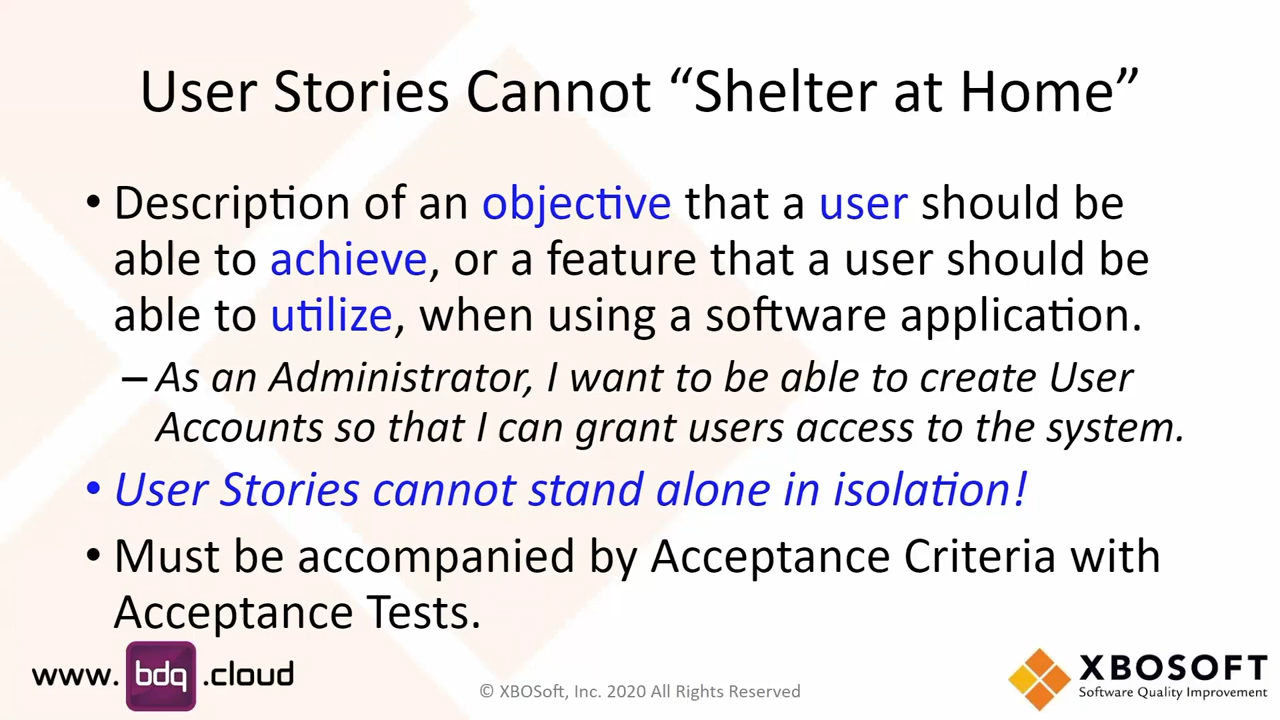 User Stories Cannot “Shelter at Home”
• Description of an objective that a user should be
able to achieve, or a feature that a user should be
able to utilize, when using a software application.
– As an Administrator, I want to be able to create User
Accounts so that I can grant users access to the system.
• User Stories cannot stand alone in isolation!
• Must be accompanied by Acceptance Criteria with
Acceptance Tests.
www. bdq .cloud
© XBOSoft, Inc. 2020 All Rights Reserved
XBOSOFT
Software Quality Improvement